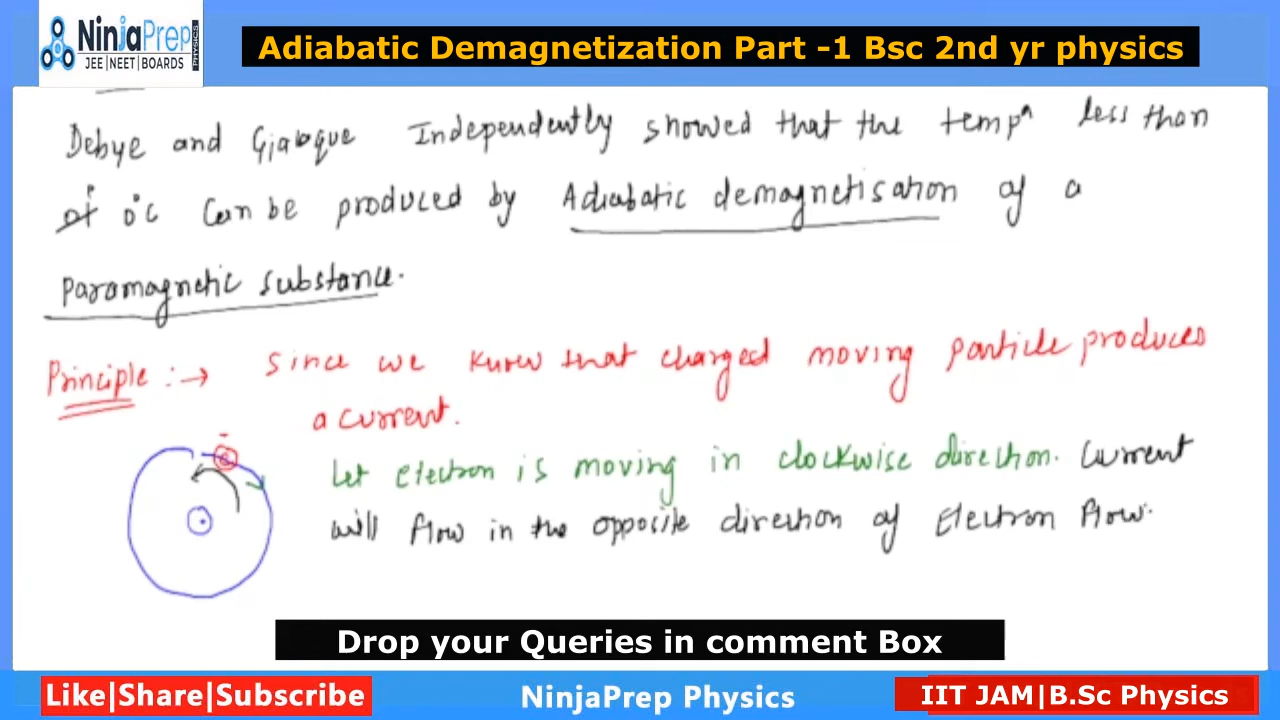 NinjaPrep
JEE|NEET|BOARDS
PHYSICS
Adiabatic Demagnetization Part -1 Bsc 2nd yr physics
Debye and Giaoque Independently showed that the tempn less than
of 0°C Can be produced by Adiabatic demagnetisation of a
Paramagnetic substance.
Principle :→ Since we know that charged moving particle produces
a current.
Let electron is moving in clockwise direction. Current
will flow in the opposite direction of Electron flow.
Drop your Queries in comment Box
Like|Share|Subscribe
NinjaPrep Physics
IIT JAM|B.Sc Physics